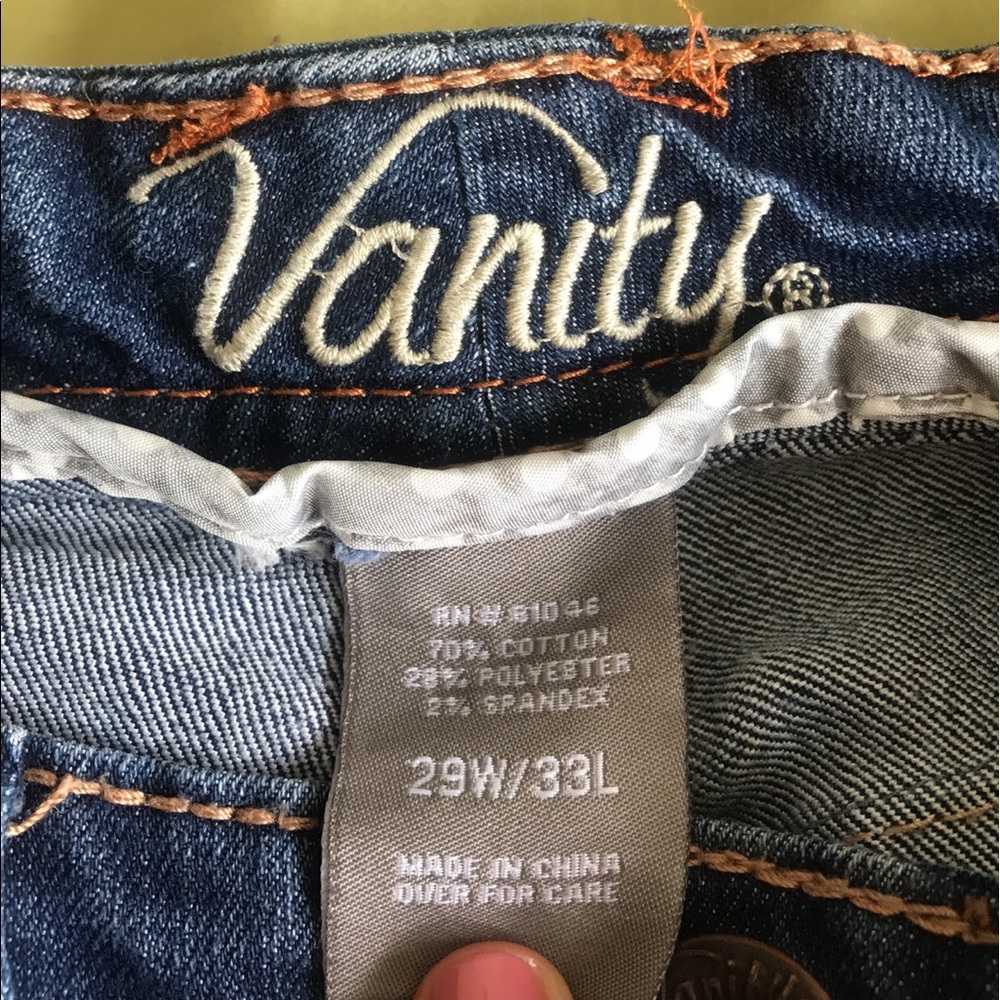 Vanity®
RN # 61046
70% COTTON
28% POLYESTER
2% SPANDEX
29W/33L
MADE IN CHINA
OVER FOR CARE